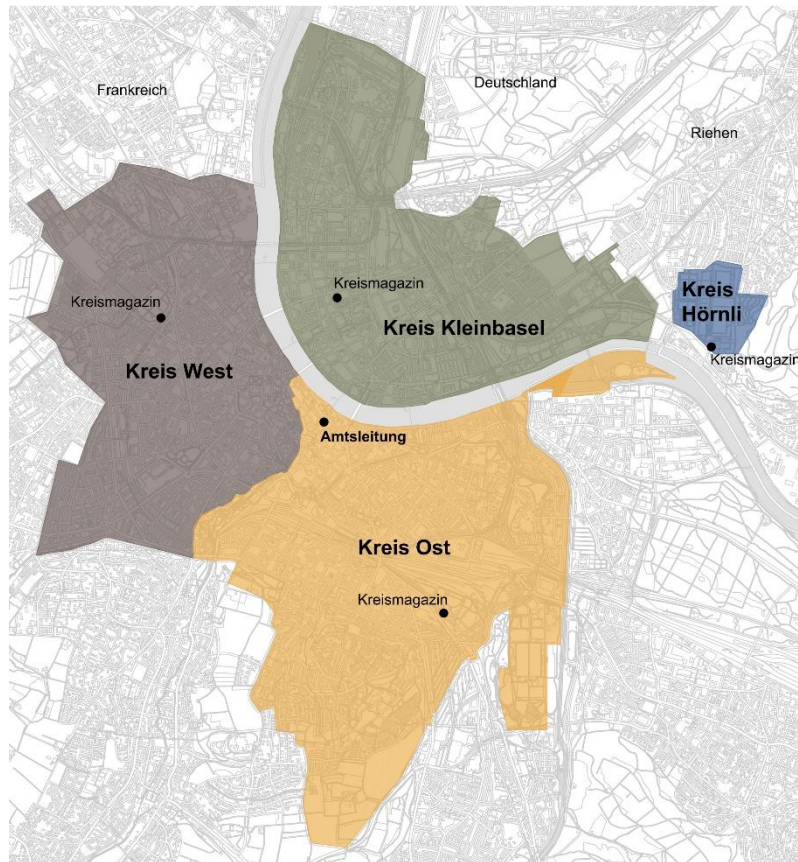 Deutschland
Frankreich
Riehen
Kreis
Hörnli
Kreismagazin
Kreismagazin
Kreis Kleinbasel
Kreismagazin
Kreis West
Amtsleitung
Kreis Ost
Kreismagazin